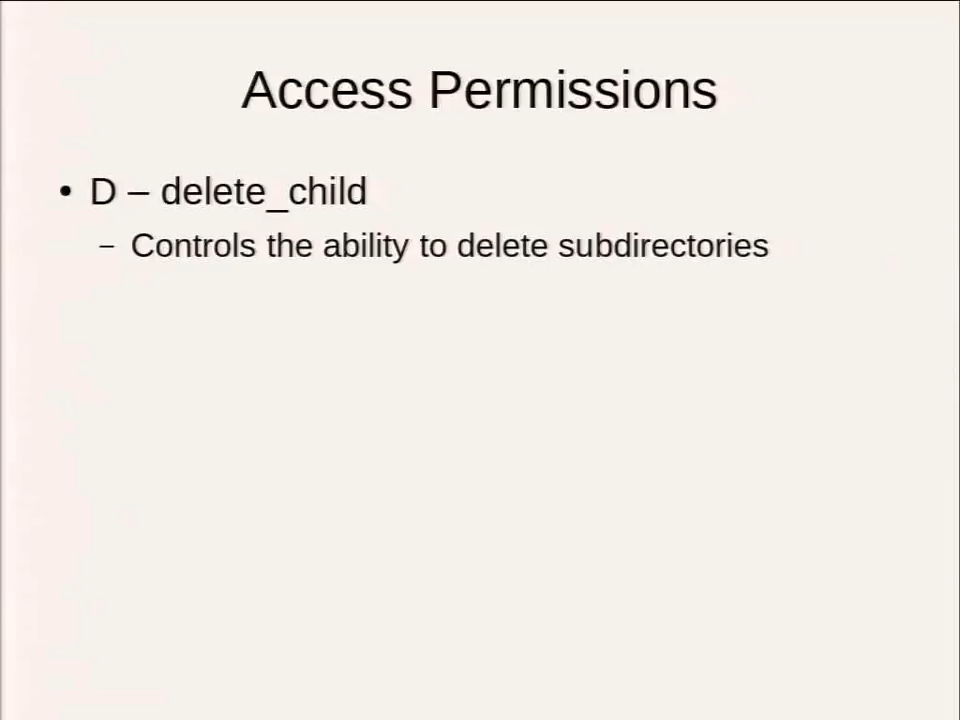 Access Permissions
• D – delete_child
– Controls the ability to delete subdirectories